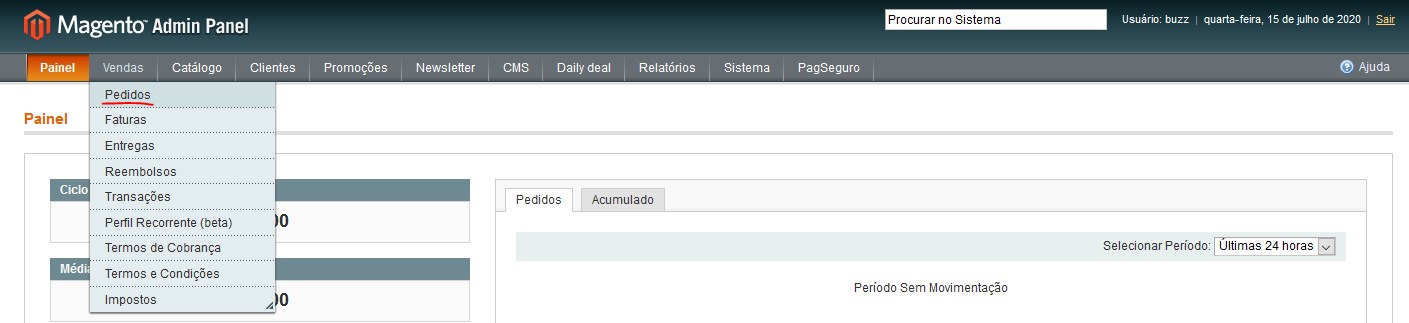 Magento Admin Panel
Procurar no Sistema
Usuário: buzz | quarta-feira, 15 de julho de 2020 | Sair
Painel Vendas Catálogo Clientes Promoções Newsletter CMS Daily deal Relatórios Sistema PagSeguro Ajuda
Pedidos
Faturas
Entregas
Reembolsos
Transações
Perfil Recorrente (beta)
Termos de Cobrança
Termos e Condições
Impostos
Painel
Ciclo
00
Média
00
Pedidos Acumulado
Selecionar Período: Últimas 24 horas
Período Sem Movimentação